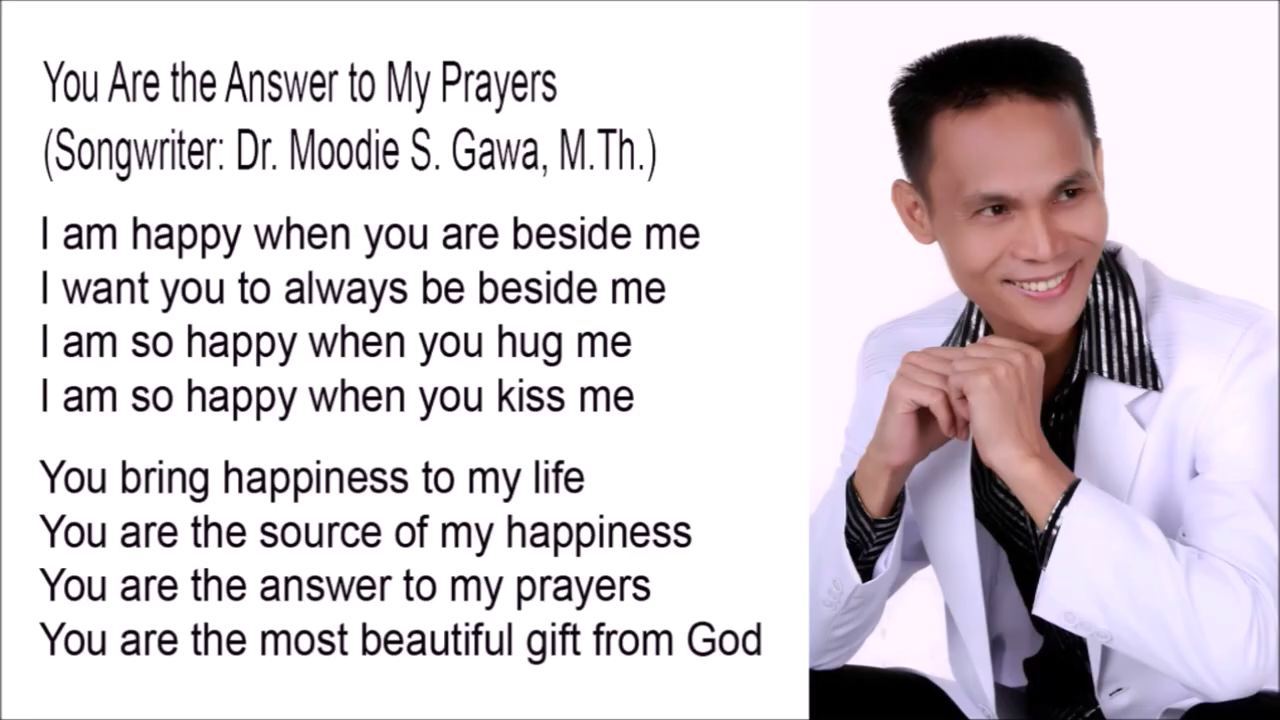 You Are the Answer to My Prayers
(Songwriter: Dr. Moodie S. Gawa, M.Th.)
I am happy when you are beside me
I want you to always be beside me
I am so happy when you hug me
I am so happy when you kiss me
You bring happiness to my life
You are the source of my happiness
You are the answer to my prayers
You are the most beautiful gift from God